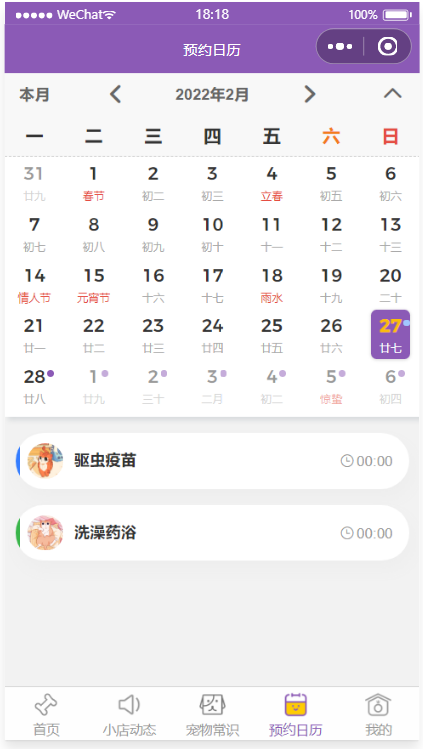 WeChat 18:18 100%
预约日历
本月 2022年2月
一 二 三 四 五 六 日
31 1 2 3 4 5 6
廿九 春节 初二 初三 立春 初五 初六
7 8 9 10 11 12 13
初七 初八 初九 初十 十一 十二 十三
14 15 16 17 18 19 20
情人节 元宵节 十六 十七 雨水 十九 二十
21 22 23 24 25 26 27
廿一 廿二 廿三 廿四 廿五 廿六 廿七
28 1 2 3 4 5 6
廿八 廿九 三十 二月 初二 惊蛰 初四
驱虫疫苗 00:00
洗澡药浴 00:00
首页 小店动态 宠物常识 预约日历 我的